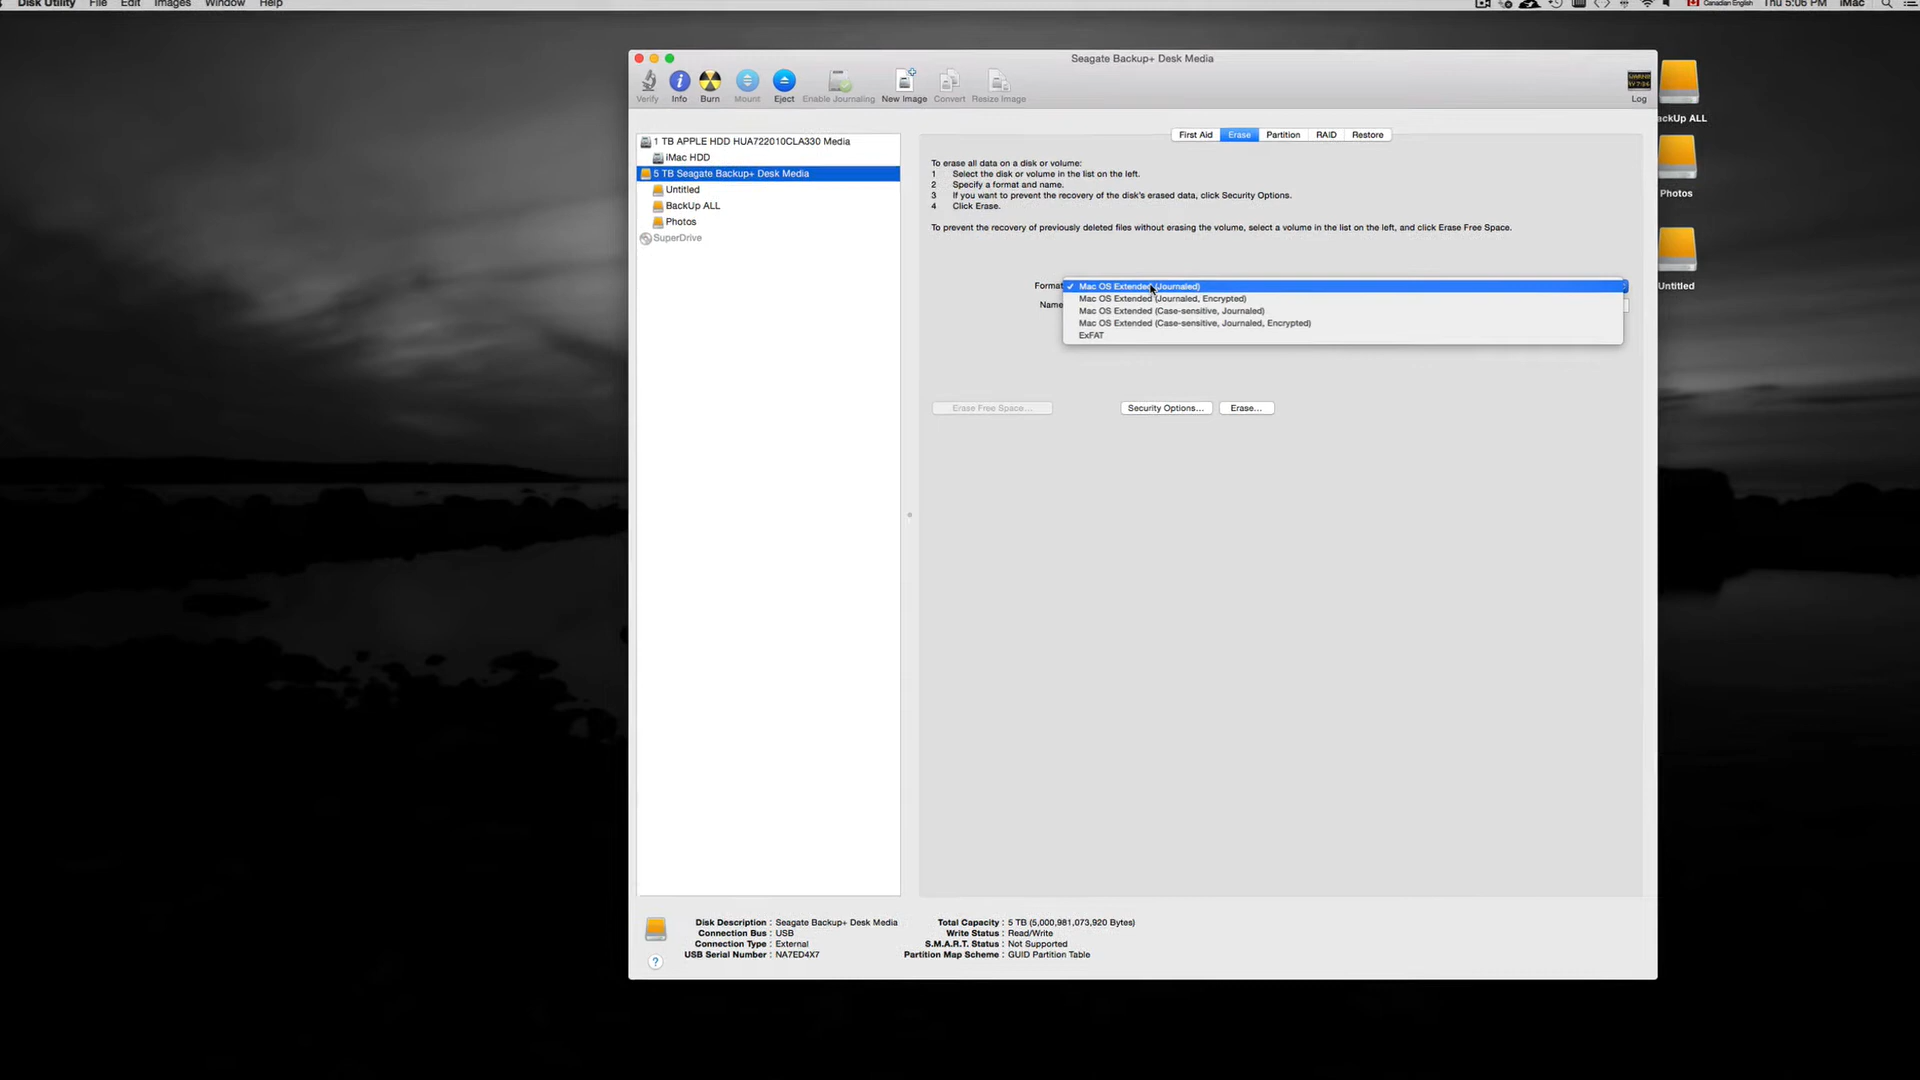 Disk Utility File Edit Images Window Help
Canadian English Thu 5:06 PM iMac
Seagate Backup+ Desk Media
Verify Info Burn Mount Eject Enable Journaling New Image Convert Resize Image Log
1 TB APPLE HDD HUA722010CLA330 Media
iMac HDD
5 TB Seagate Backup+ Desk Media
Untitled
BackUp ALL
Photos
SuperDrive
First Aid Erase Partition RAID Restore
To erase all data on a disk or volume:
1 Select the disk or volume in the list on the left.
2 Specify a format and name.
3 If you want to prevent the recovery of the disk's erased data, click Security Options.
4 Click Erase.
To prevent the recovery of previously deleted files without erasing the volume, select a volume in the list on the left, and click Erase Free Space.
Format
✓ Mac OS Extended (Journaled)
Mac OS Extended (Journaled, Encrypted)
Name
Mac OS Extended (Case-sensitive, Journaled)
Mac OS Extended (Case-sensitive, Journaled, Encrypted)
ExFAT
Erase Free Space... Security Options... Erase...
ackUp ALL
Photos
Untitled
Disk Description : Seagate Backup+ Desk Media
Connection Bus : USB
Connection Type : External
USB Serial Number : NA7ED4X7
Total Capacity : 5 TB (5,000,981,073,920 Bytes)
Write Status : Read/Write
S.M.A.R.T. Status : Not Supported
Partition Map Scheme : GUID Partition Table
?